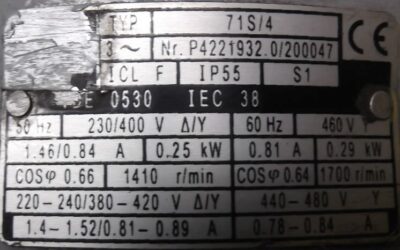 TYP 71S/4
3 ~ Nr. P4221932.0/200047 CE
ICL F IP55 S1
0530 IEC 38
50 Hz 230/400 V Δ/Y 60 Hz 460 V
1.46/0.84 A 0.25 kW 0.81 A 0.29 kW
COSφ 0.66 1410 r/min COSφ 0.64 1700 r/min
220-240/380-420 V Δ/Y 440-480 V
1.4-1.52/0.81-0.89 A 0.78-0.84 A